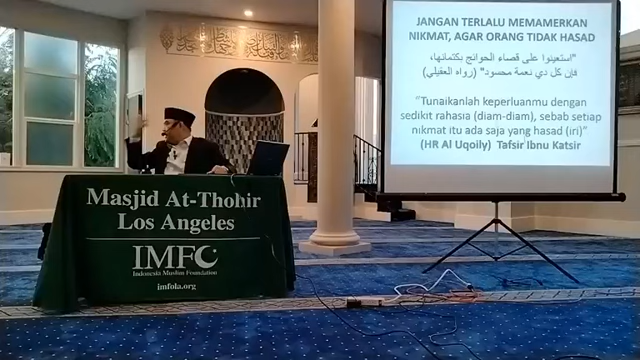 JANGAN TERLALU MEMAMERKAN
NIKMAT, AGAR ORANG TIDAK HASAD
"استعينوا على قضاء الحوائج بكتمانها،
فإن كل ذي نعمة محسود" (رواه العقيلي)
"Tunaikanlah keperluanmu dengan
sedikit rahasia (diam-diam), sebab setiap
nikmat itu ada saja yang hasad (iri)"
(HR Al Uqoily) Tafsir Ibnu Katsir
Masjid At-Thohir
Los Angeles
IMF
Indonesia Muslim Foundation
imfola.org